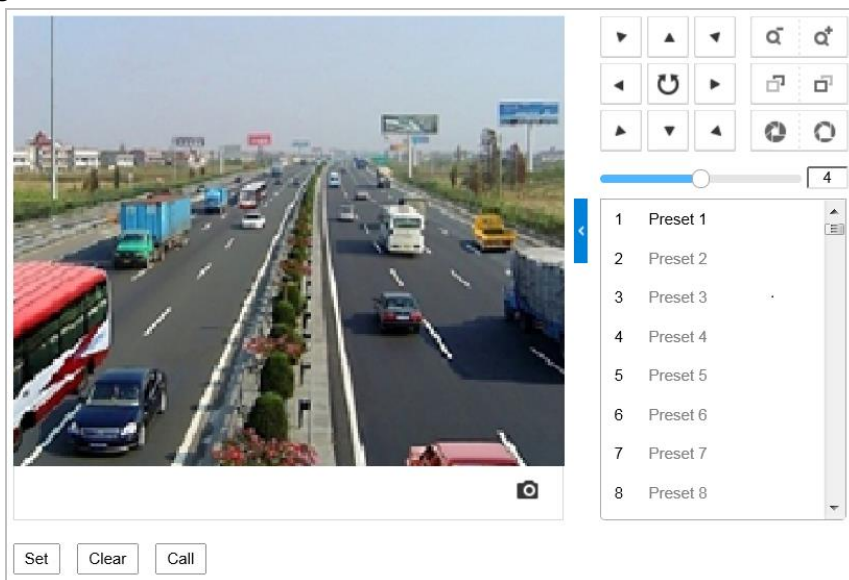 4
1 Preset 1
2 Preset 2
3 Preset 3
4 Preset 4
5 Preset 5
6 Preset 6
7 Preset 7
8 Preset 8
Set Clear Call